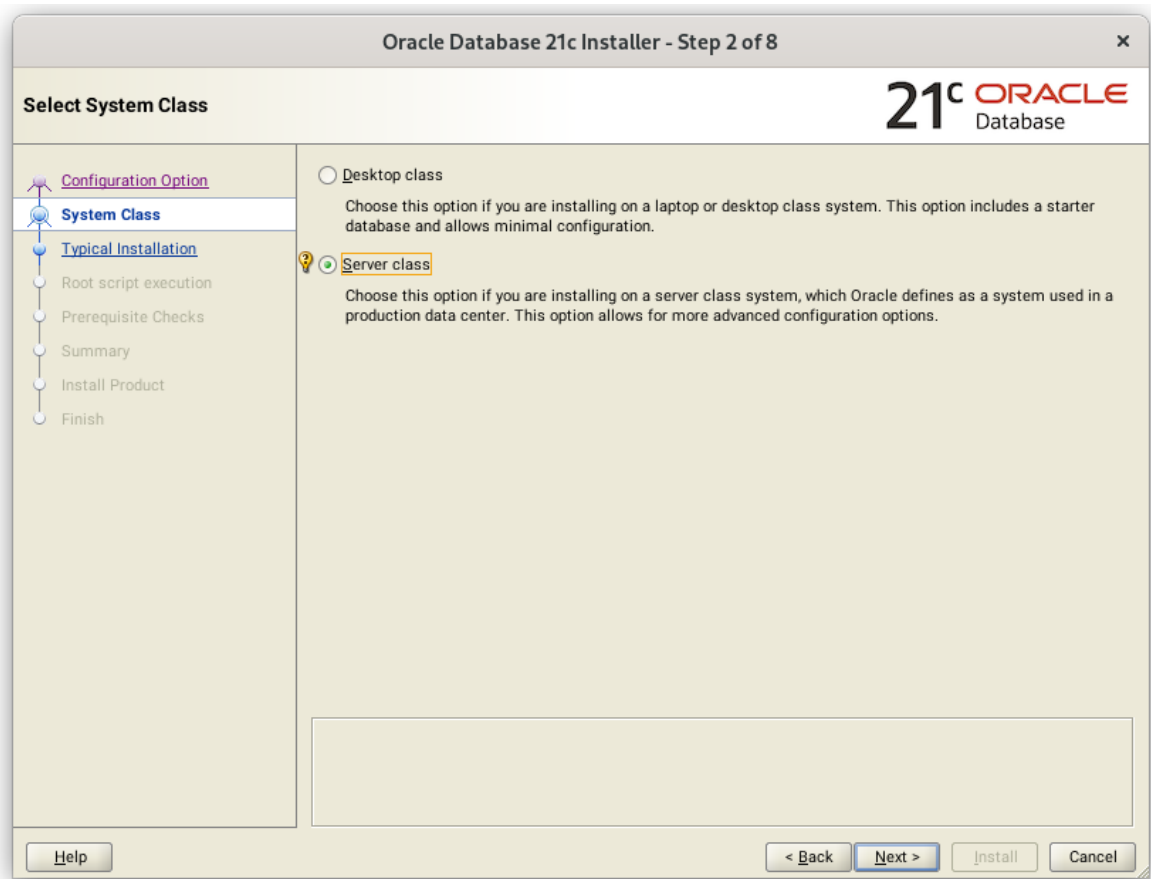 Oracle Database 21c Installer - Step 2 of 8
×
Select System Class
21c ORACLE
Database
Configuration Option
System Class
Typical Installation
Root script execution
Prerequisite Checks
Summary
Install Product
Finish
Desktop class
Choose this option if you are installing on a laptop or desktop class system. This option includes a starter
database and allows minimal configuration.
Server class
Choose this option if you are installing on a server class system, which Oracle defines as a system used in a
production data center. This option allows for more advanced configuration options.
Help
< Back
Next >
Install
Cancel